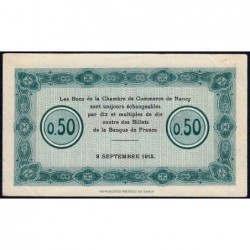 Les Bons de la Chambre de Commerce de Nancy
sont toujours échangeables
par dix et multiples de dix
contre des Billets
de la Banque de France
0.50
0.50
9 SEPTEMBRE 1915.